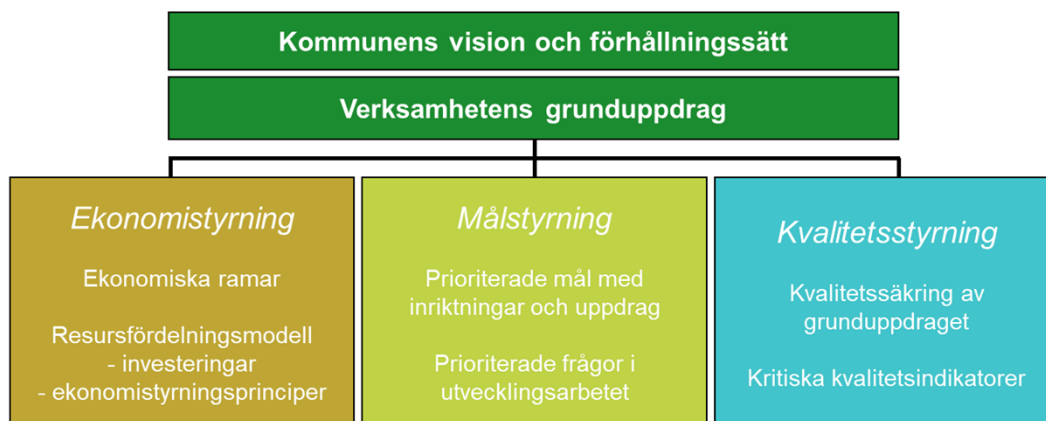 Kommunens vision och förhållningssätt
Verksamhetens grunduppdrag
Ekonomistyrning
Ekonomiska ramar
Resursfördelningsmodell
- investeringar
- ekonomistyrningsprinciper
Målstyrning
Prioriterade mål med
inriktningar och uppdrag
Prioriterade frågor i
utvecklingsarbetet
Kvalitetsstyrning
Kvalitetssäkring av
grunduppdraget
Kritiska kvalitetsindikatorer